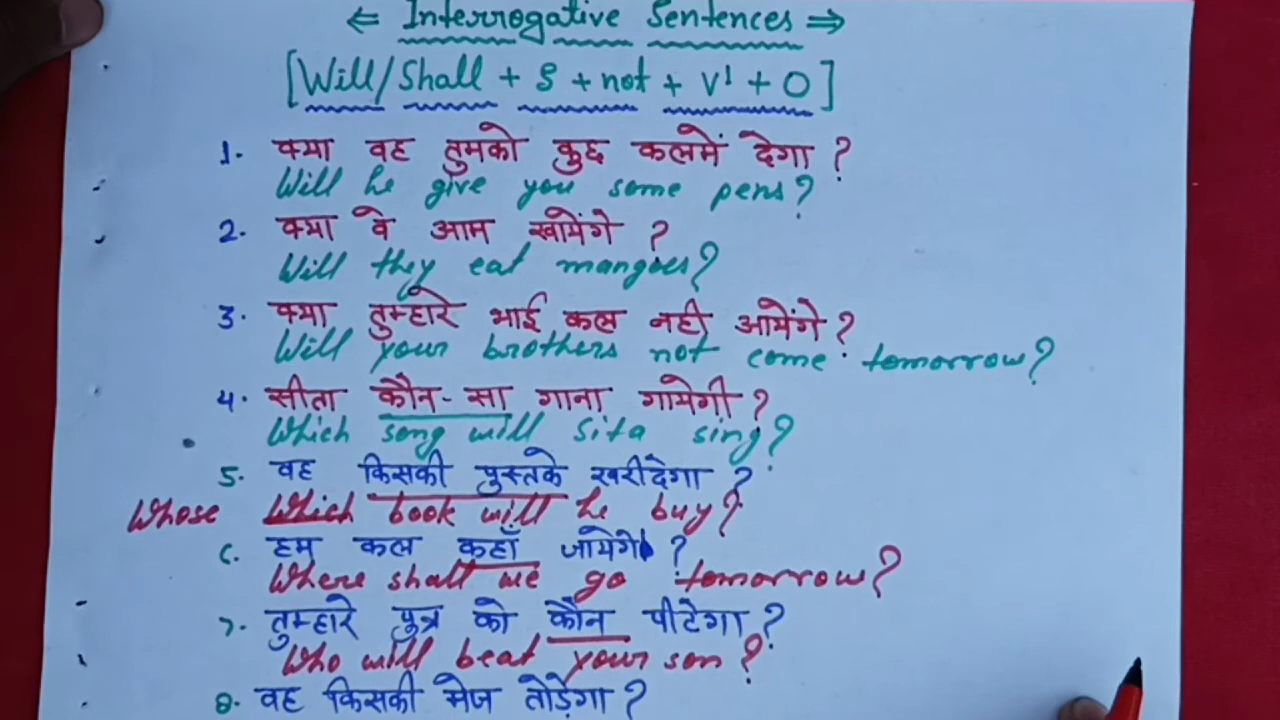 ⇐ Interrogative Sentences ⇒
[Will/Shall + S + not + V¹ + O]
1. क्या वह तुमको कुछ कलमें देगा ?
Will he give you some pens?
2. क्या वे आम खायेंगे ?
Will they eat mangoes?
3. क्या तुम्हारे भाई कल नही आयेंगे ?
Will your brothers not come tomorrow?
4. सीता कौन-सा गाना गायेगी ?
Which song will Sita sing?
5. वह किसकी पुस्तके खरीदेगा ?
Whose Which book will he buy?
6. हम कल कहाँ जायेगे ?
Where shall we go tomorrow?
7. तुम्हारे पुत्र को कौन पीटेगा ?
Who will beat your son?
8. वह किसकी मेज तोड़ेगा ?